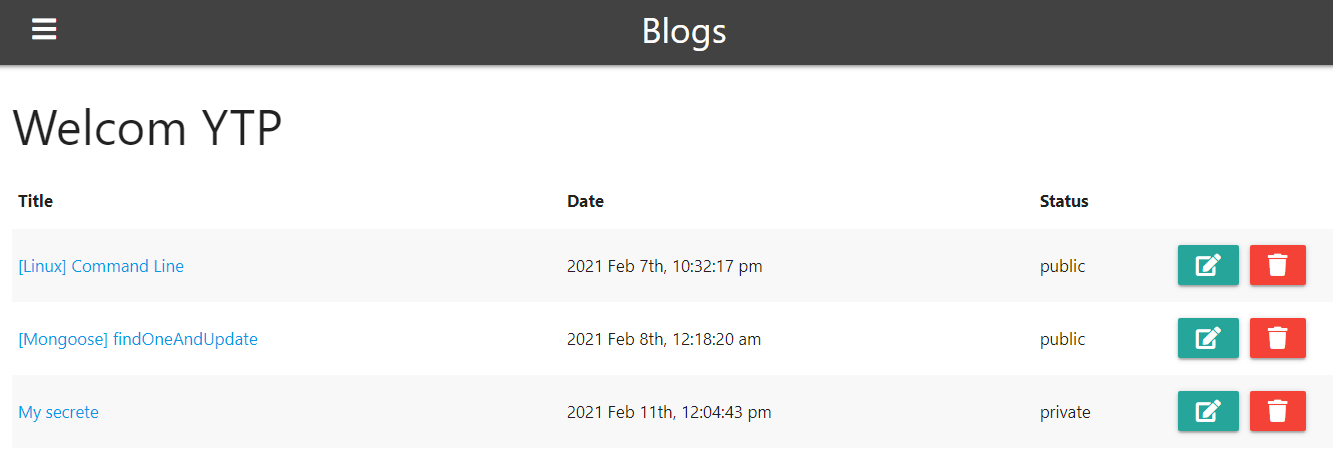 Blogs
Welcom YTP
Title Date Status
[Linux] Command Line 2021 Feb 7th, 10:32:17 pm public
[Mongoose] findOneAndUpdate 2021 Feb 8th, 12:18:20 am public
My secrete 2021 Feb 11th, 12:04:43 pm private